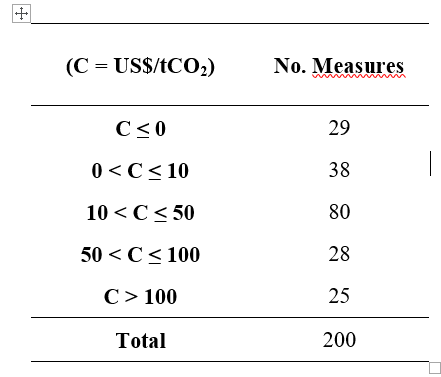 (C = US$/tCO₂) No. Measures
C ≤ 0 29
0 < C ≤ 10 38
10 < C ≤ 50 80
50 < C ≤ 100 28
C > 100 25
Total 200